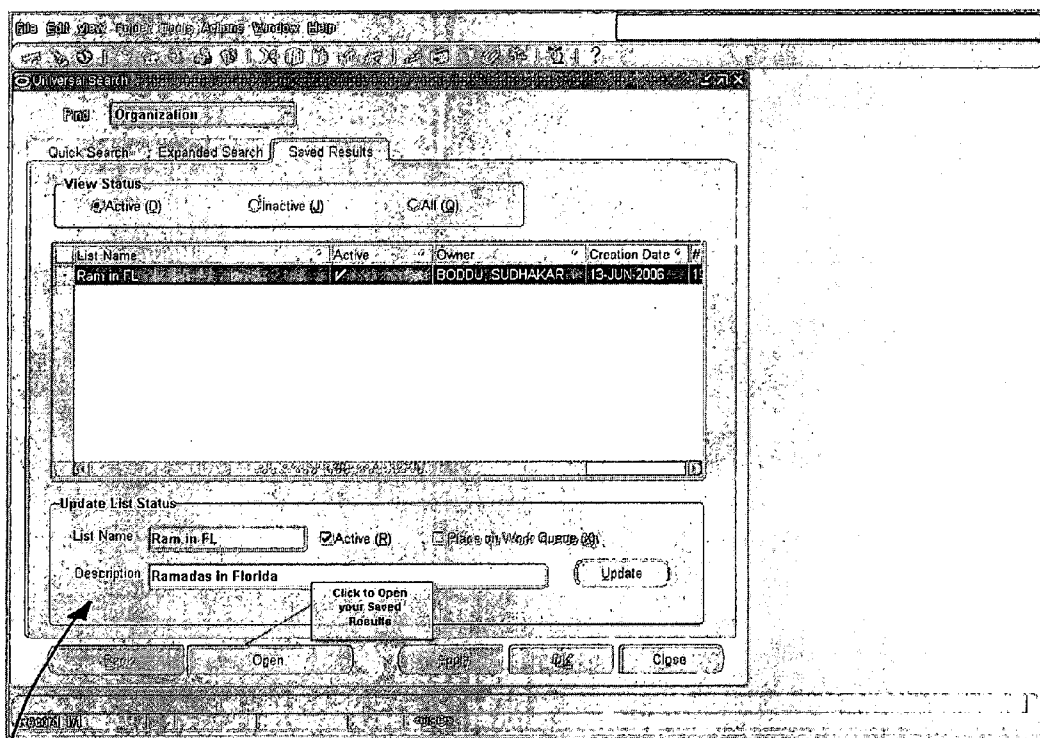 File Edit View Folder Tools Actions Window Help
?
Universal Search
Find Organization
Quick Search Expanded Search Saved Results
View Status
Active (D) Inactive (J) All (Q)
List Name Active Owner Creation Date #
Ram in FL BODDU, SUDHAKAR 13-JUN-2006
Update List Status
List Name Ram in FL Active (R) Place on Work Queue
Description Ramadas in Florida Update
Click to Open
your Saved
Results
Open Apply Close